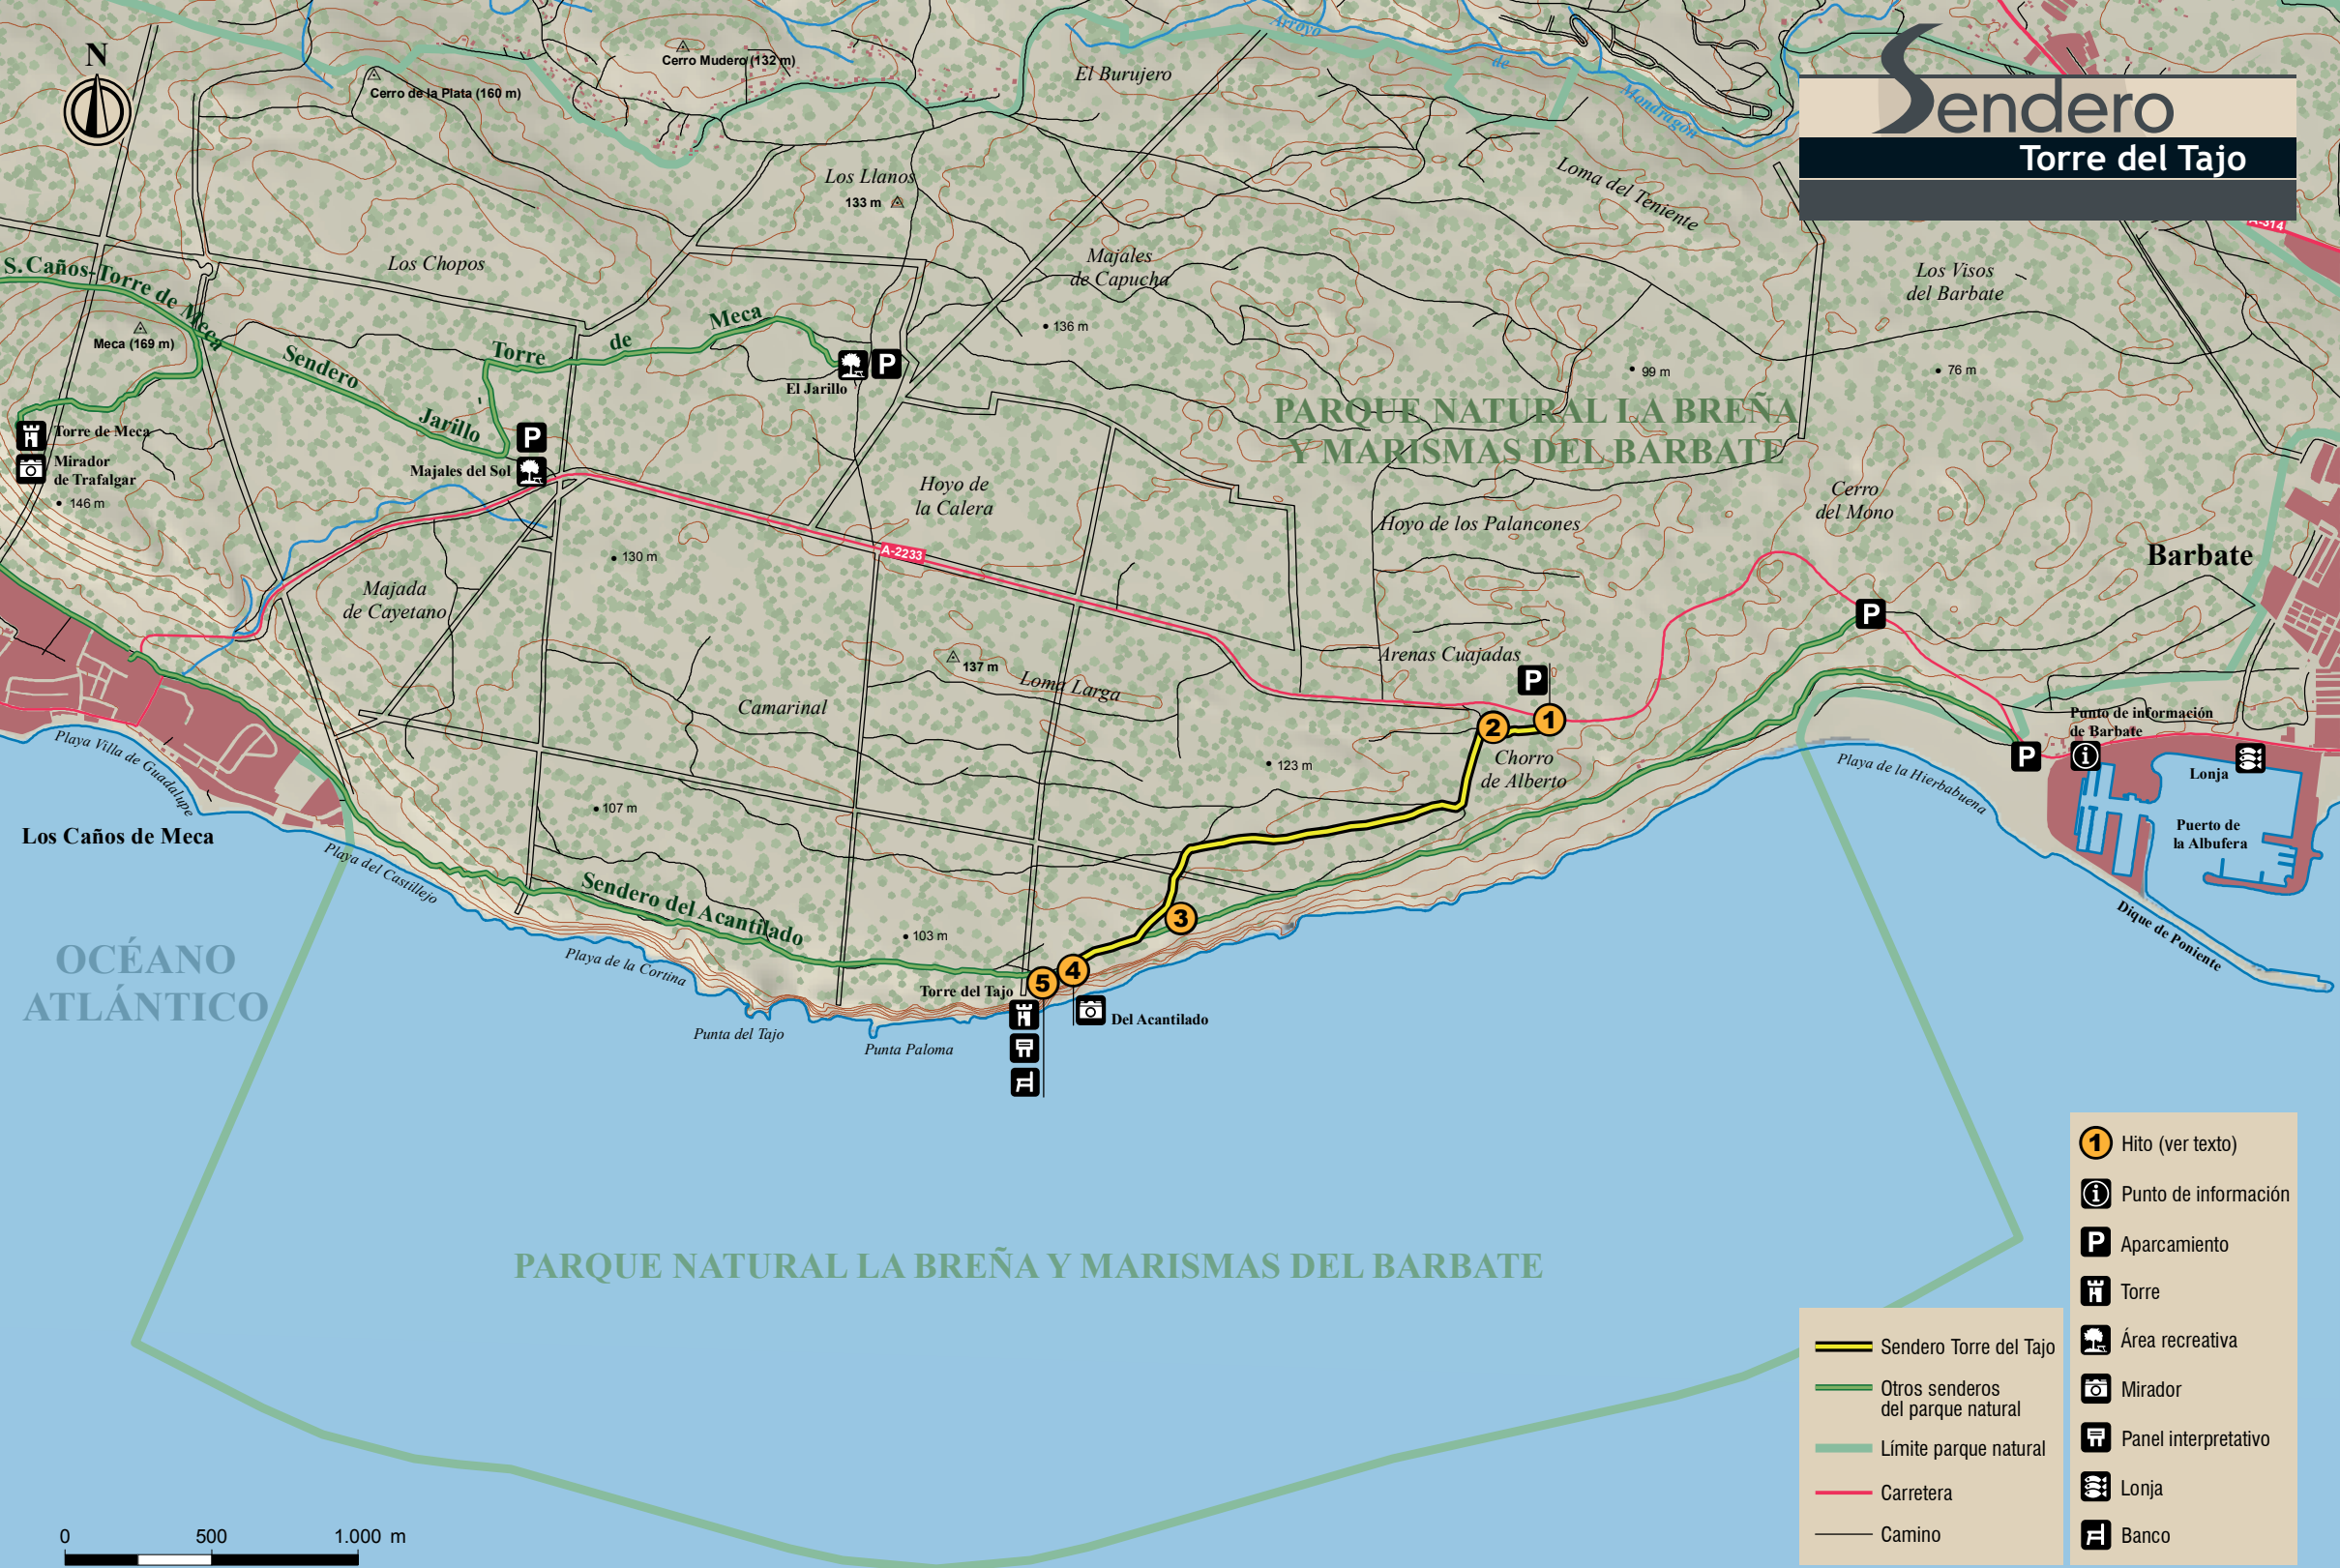 N
Cerro Mudero (132 m)
Cerro de la Plata (160 m)
El Burujero
Arroyo
de
Mondragón
Sendero
Torre del Tajo
A-314
Los Llanos
133 m
Loma del Teniente
Los Chopos
Majales
de Capucha
Los Visos
del Barbate
S. Caños-Torre de Meca
Meca (169 m)
Sendero
Jarillo
-
Torre
de
Meca
136 m
99 m
76 m
P
El Jarillo
PARQUE NATURAL LA BREÑA
Y MARISMAS DEL BARBATE
Torre de Meca
Mirador
de Trafalgar
146 m
P
Majales del Sol
Hoyo de
la Calera
Hoyo de los Palancones
Cerro
del Mono
A-2233
130 m
Barbate
Majada
de Cayetano
P
137 m
Loma Larga
Arenas Cuajadas
P
Camarinal
2
1
Chorro
de Alberto
123 m
Punto de información
de Barbate
P
i
Lonja
Playa Villa de Guadalupe
Playa de la Hierbabuena
107 m
Los Caños de Meca
Puerto de
la Albufera
Playa del Castillejo
Sendero del Acantilado
3
103 m
Dique de Poniente
OCÉANO
ATLÁNTICO
Playa de la Cortina
4
5
Torre del Tajo
Del Acantilado
Punta del Tajo
Punta Paloma
PARQUE NATURAL LA BREÑA Y MARISMAS DEL BARBATE
1 Hito (ver texto)
i Punto de información
P Aparcamiento
Torre
Área recreativa
Mirador
Panel interpretativo
Lonja
Banco
Sendero Torre del Tajo
Otros senderos
del parque natural
Límite parque natural
Carretera
Camino
0 500 1.000 m